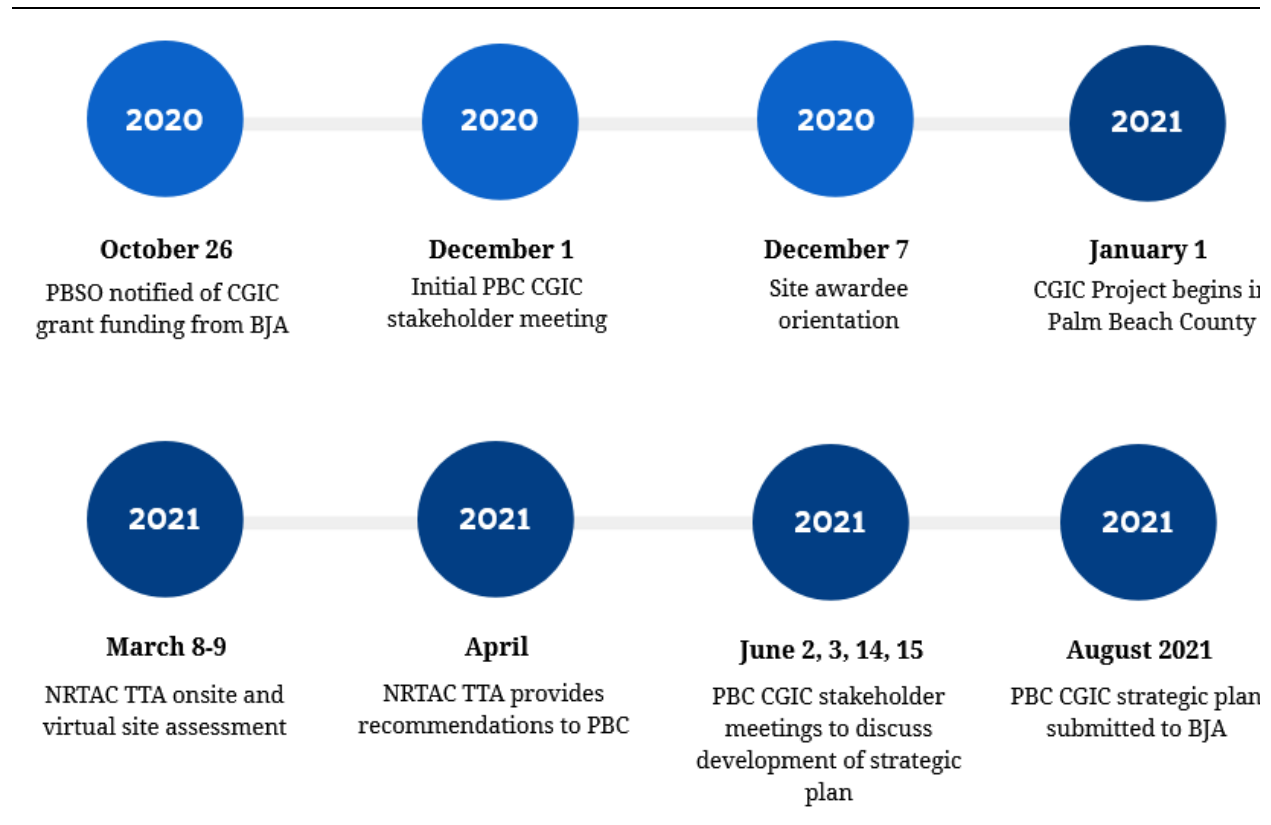 2020
2020
2020
2021
October 26
PBSO notified of CGIC
grant funding from BJA
December 1
Initial PBC CGIC
stakeholder meeting
December 7
Site awardee
orientation
January 1
CGIC Project begins in
Palm Beach County
2021
2021
2021
2021
March 8-9
NRTAC TTA onsite and
virtual site assessment
April
NRTAC TTA provides
recommendations to PBC
June 2, 3, 14, 15
PBC CGIC stakeholder
meetings to discuss
development of strategic
plan
August 2021
PBC CGIC strategic plan
submitted to BJA